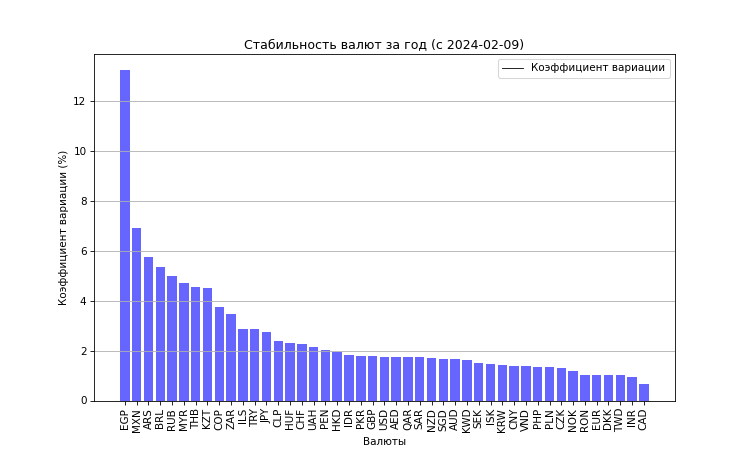 Стабильность валют за год (с 2024-02-09)
Коэффициент вариации
Коэффициент вариации (%)
12
10
8
6
4
2
0
EGP
MXN
ARS
BRL
RUB
MYR
THB
KZT
COP
ZAR
ILS
TRY
JPY
CLP
HUF
CHF
UAH
PEN
HKD
IDR
PKR
GBP
USD
AED
QAR
SAR
NZD
SGD
AUD
KWD
SEK
ISK
KRW
CNY
VND
PHP
PLN
CZK
NOK
RON
EUR
DKK
TWD
INR
CAD
Валюты